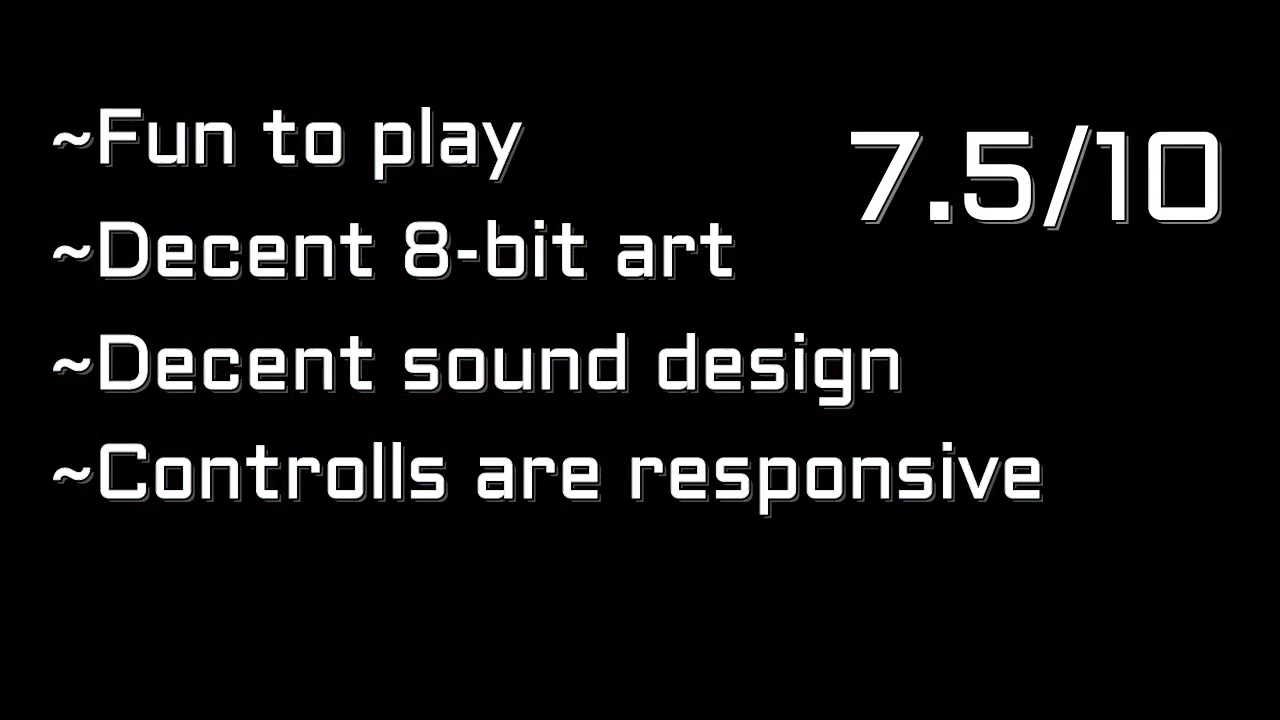 ~Fun to play
7.5/10
~Decent 8-bit art
~Decent sound design
~Controlls are responsive